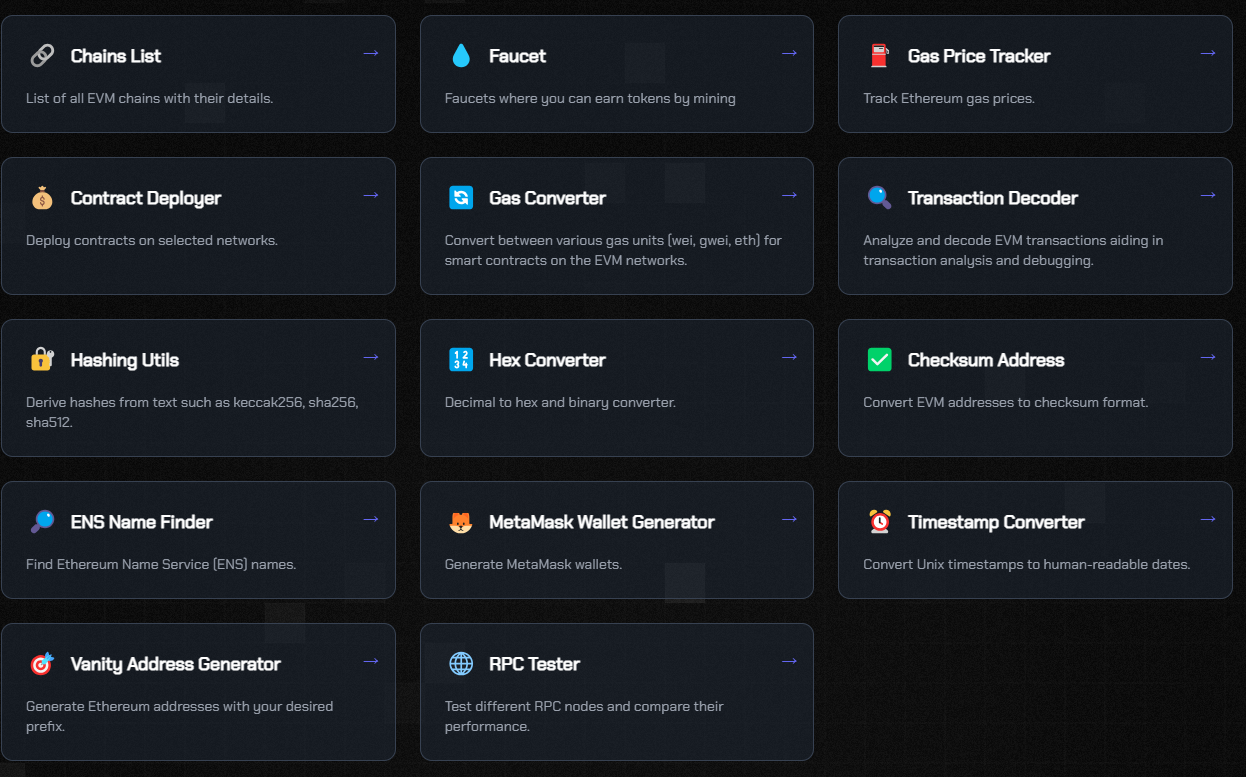 Chains List
→
List of all EVM chains with their details.
Faucet
→
Faucets where you can earn tokens by mining
Gas Price Tracker
→
Track Ethereum gas prices.
Contract Deployer
→
Deploy contracts on selected networks.
Gas Converter
→
Convert between various gas units (wei, gwei, eth) for
smart contracts on the EVM networks.
Transaction Decoder
→
Analyze and decode EVM transactions aiding in
transaction analysis and debugging.
Hashing Utils
→
Derive hashes from text such as keccak256, sha256,
sha512.
Hex Converter
→
Decimal to hex and binary converter.
Checksum Address
→
Convert EVM addresses to checksum format.
ENS Name Finder
→
Find Ethereum Name Service (ENS) names.
MetaMask Wallet Generator
→
Generate MetaMask wallets.
Timestamp Converter
→
Convert Unix timestamps to human-readable dates.
Vanity Address Generator
→
Generate Ethereum addresses with your desired
prefix.
RPC Tester
→
Test different RPC nodes and compare their
performance.